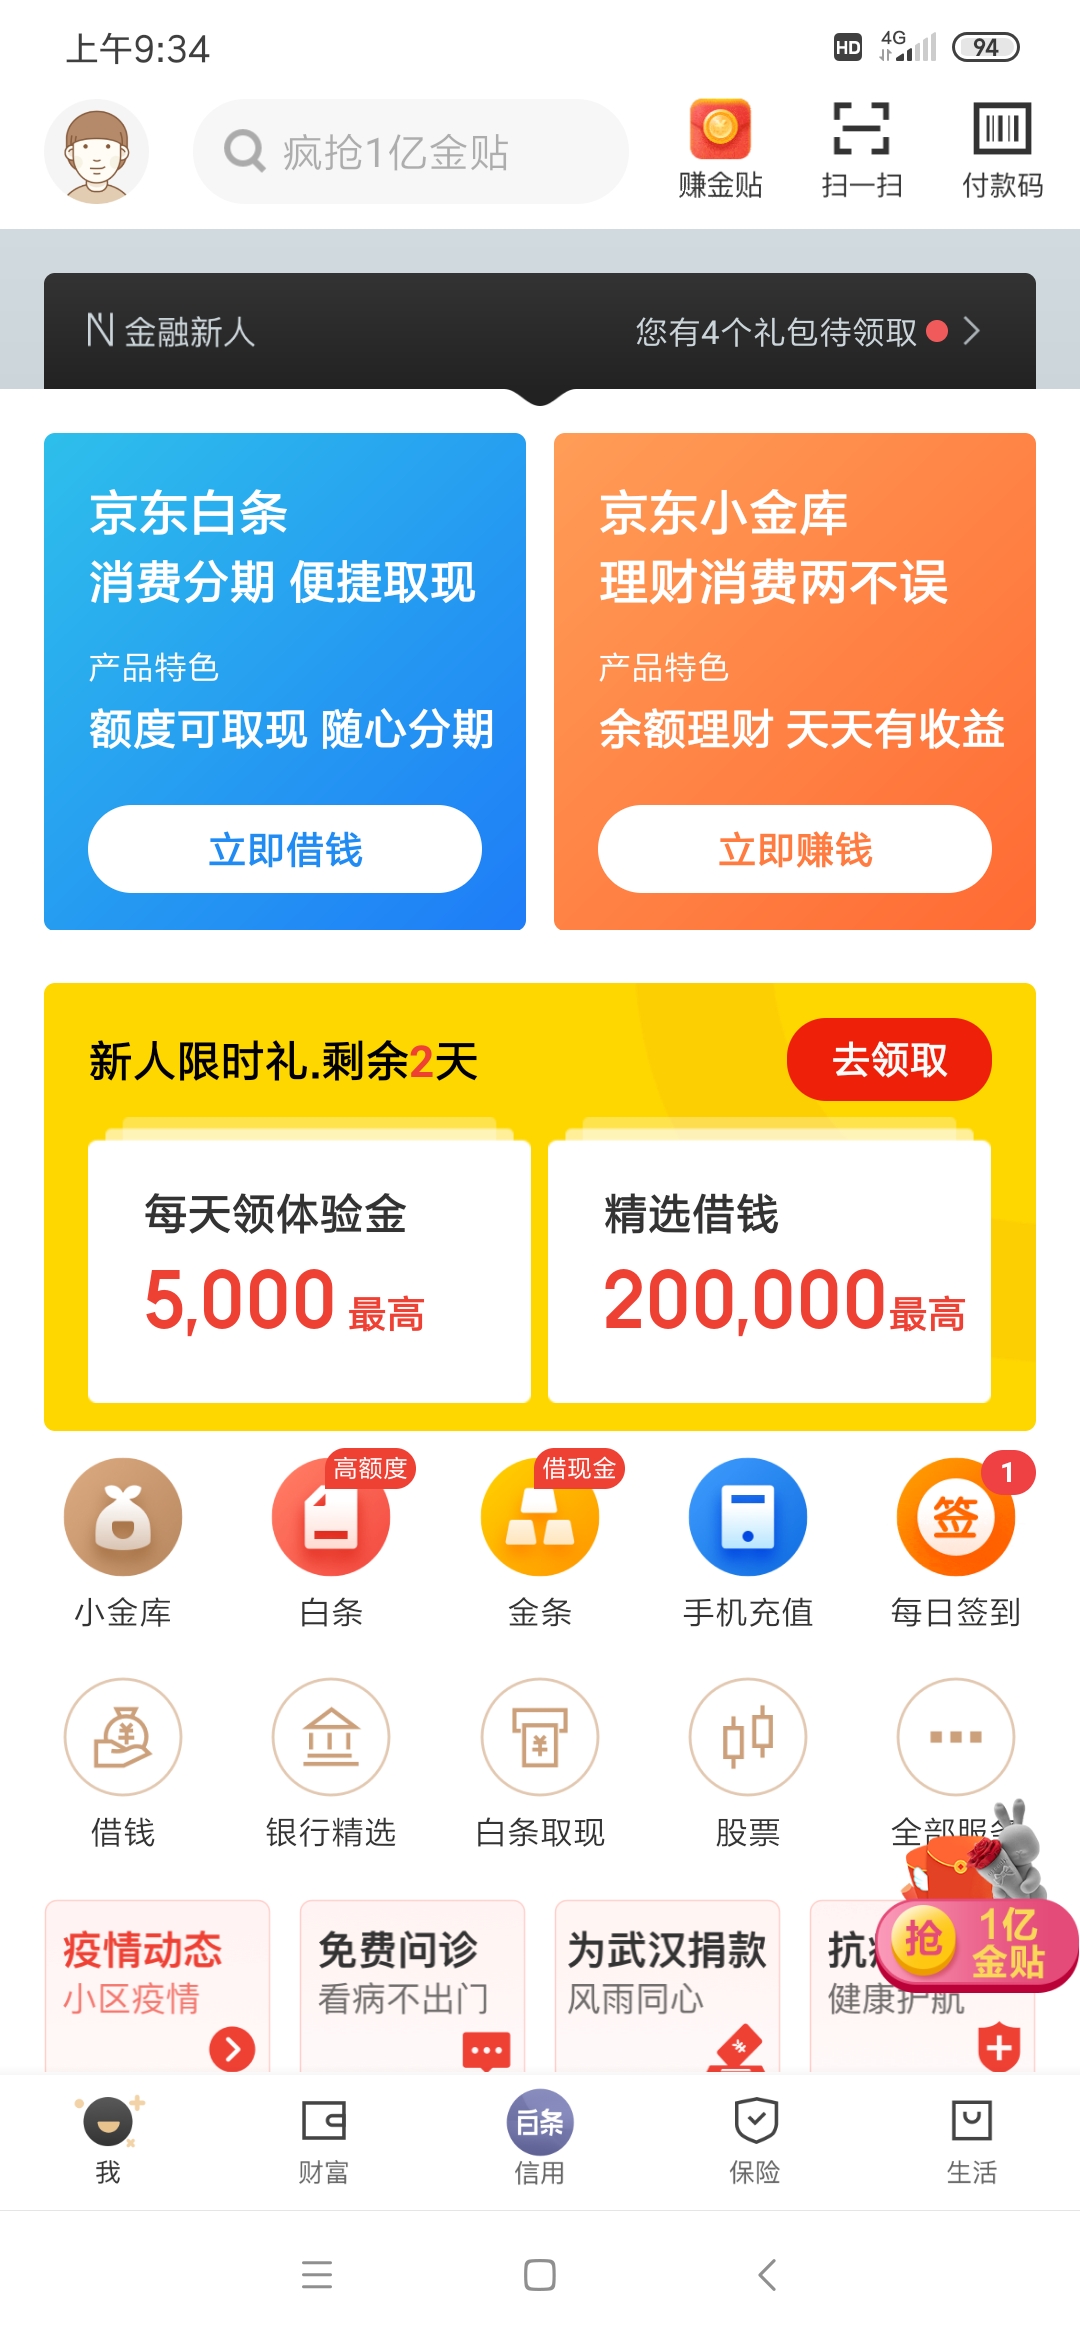 上午9:34
HD 4G 94
疯抢1亿金贴
赚金贴 扫一扫 付款码
金融新人 您有4个礼包待领取
京东白条
消费分期 便捷取现
产品特色
额度可取现 随心分期
立即借钱
京东小金库
理财消费两不误
产品特色
余额理财 天天有收益
立即赚钱
新人限时礼.剩余2天
去领取
每天领体验金
5,000 最高
精选借钱
200,000最高
高额度 借现金 签 1
小金库 白条 金条 手机充值 每日签到
借钱 银行精选 白条取现 股票 全部服
疫情动态
小区疫情
免费问诊
看病不出门
为武汉捐款
风雨同心
抗
健康护航
抢 1亿
金贴
白条
我 财富 信用 保险 生活